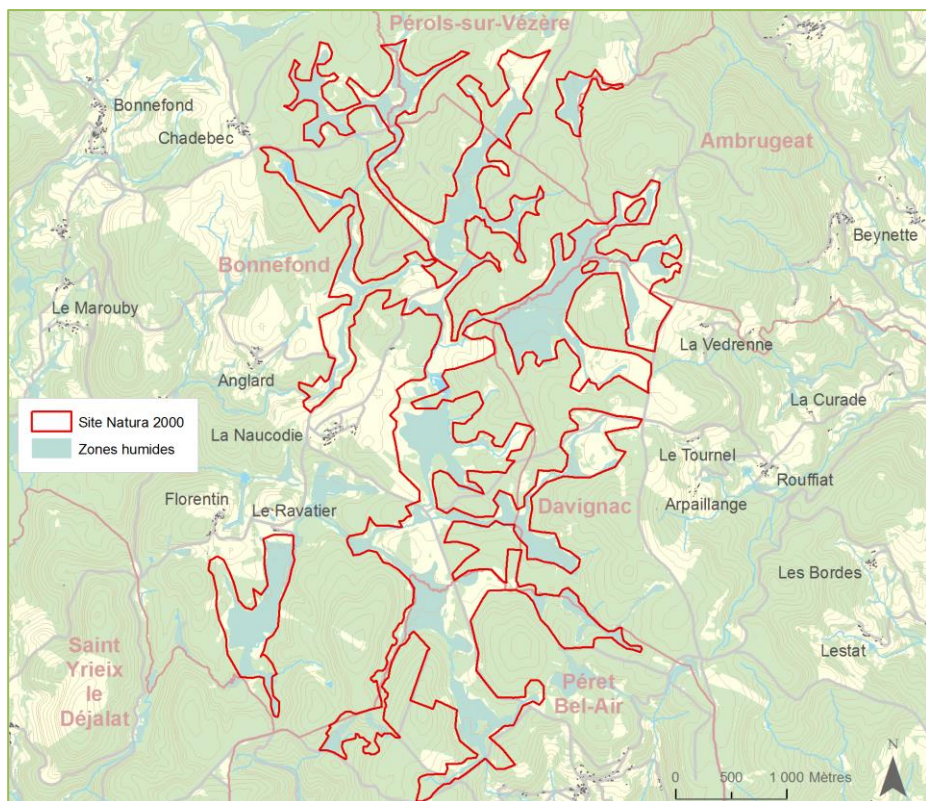 Pérols-sur-Vézère
Bonnefond
Chadebec
Ambrugeat
Beynette
Bonnefond
Le Marouby
La Vedrenne
Anglard
La Curade
Site Natura 2000
Zones humides
La Naucodie
Le Tournel
Rouffiat
Arpaillange
Florentin
Le Ravatier
Davignac
Les Bordes
Lestat
Saint
Yrieix
le
Déjalat
Péret
Bel-Air
N
0 500 1 000 Mètres